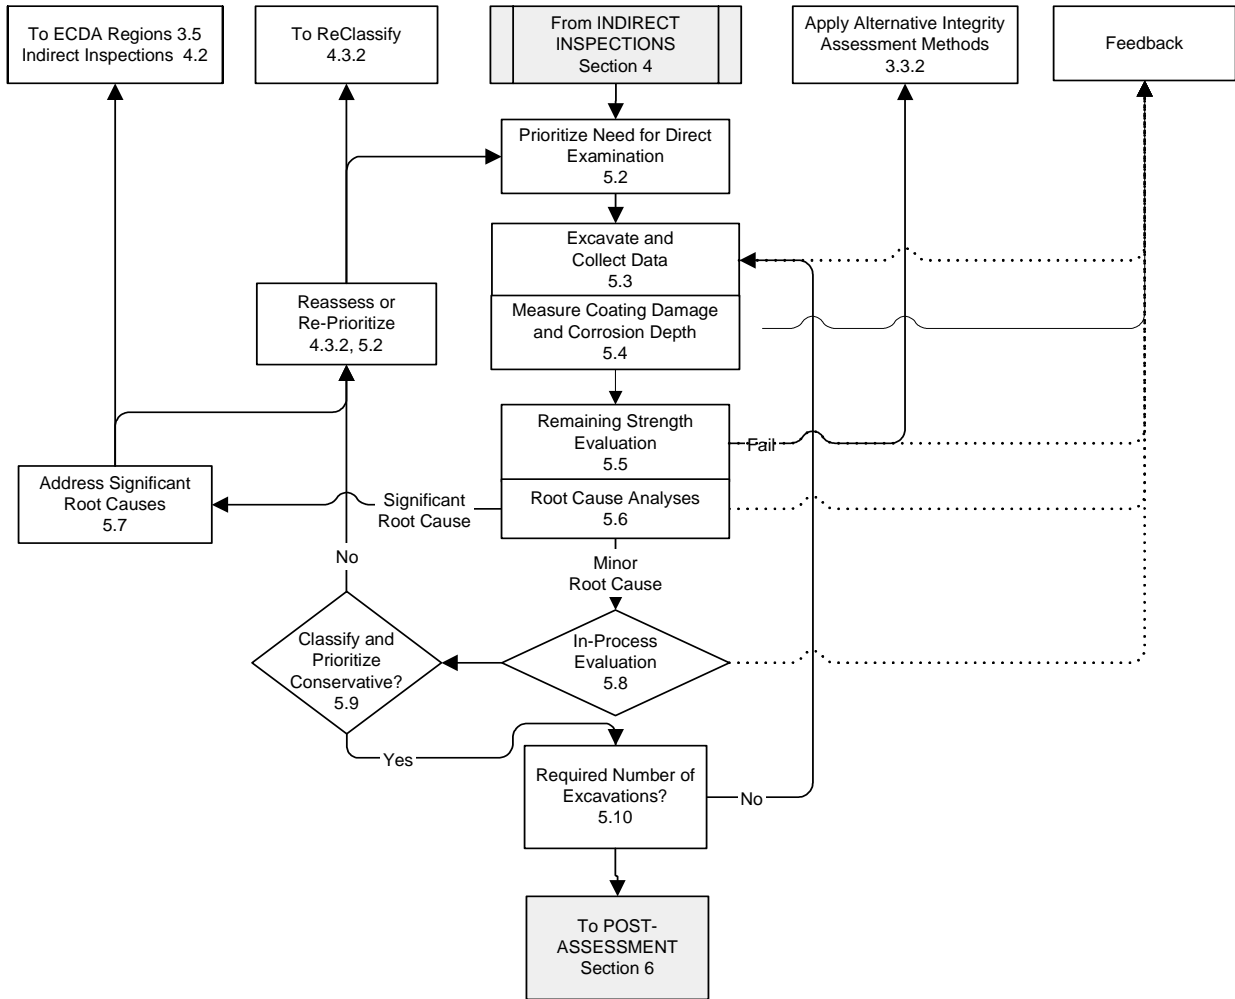 To ECDA Regions 3.5
Indirect Inspections 4.2
To ReClassify
4.3.2
From INDIRECT
INSPECTIONS
Section 4
Apply Alternative Integrity
Assessment Methods
3.3.2
Feedback
Prioritize Need for Direct
Examination
5.2
Excavate and
Collect Data
5.3
Reassess or
Re-Prioritize
4.3.2, 5.2
Measure Coating Damage
and Corrosion Depth
5.4
Remaining Strength
Evaluation
5.5
Fail
Address Significant
Root Causes
5.7
Significant
Root Cause
Root Cause Analyses
5.6
No
Minor
Root Cause
Classify and
Prioritize
Conservative?
5.9
In-Process
Evaluation
5.8
Yes
Required Number of
Excavations?
5.10
No
To POST-
ASSESSMENT
Section 6